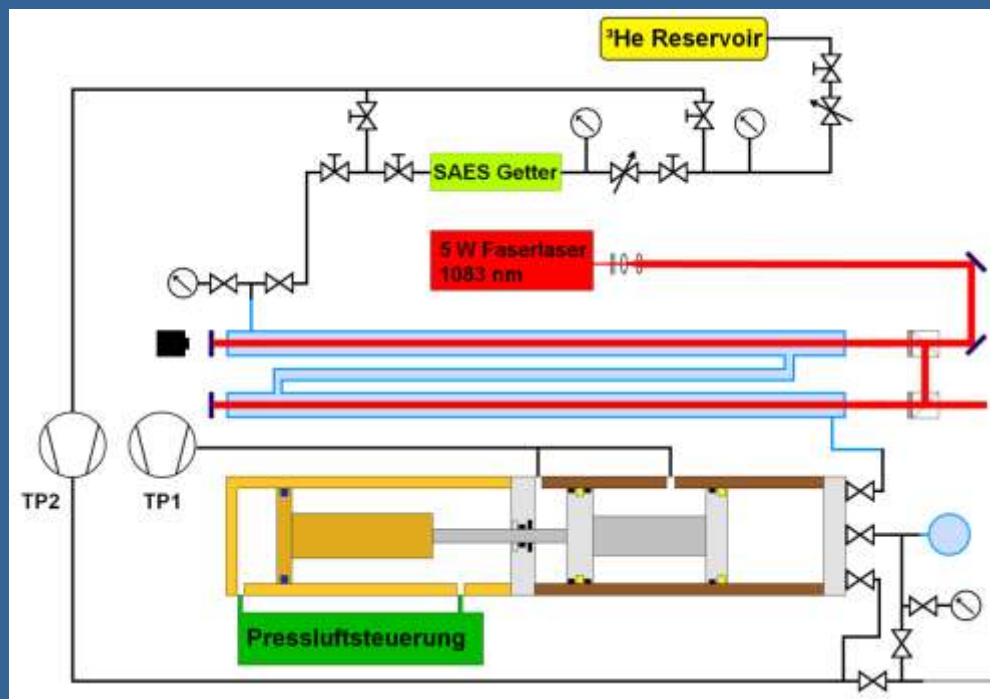 ³He Reservoir
SAES Getter
5 W Faserlaser
1083 nm
TP2
TP1
Pressluftsteuerung